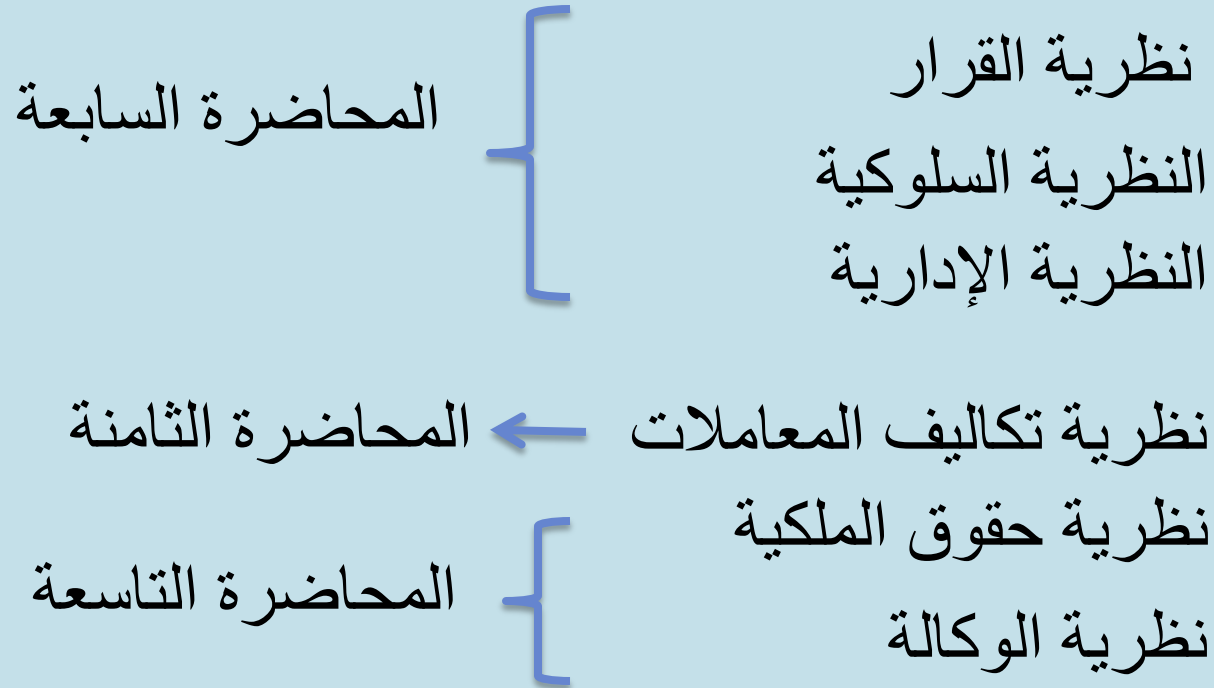 نظرية القرار
النظرية السلوكية
النظرية الإدارية
المحاضرة السابعة
نظرية تكاليف المعاملات
المحاضرة الثامنة
نظرية حقوق الملكية
نظرية الوكالة
المحاضرة التاسعة